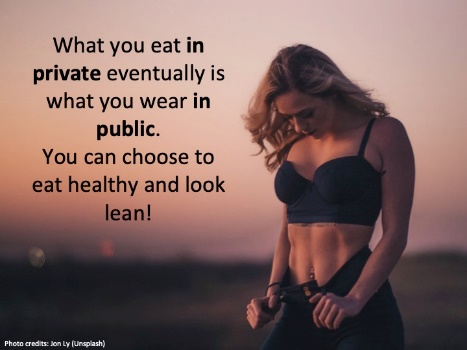 What you eat in
private eventually is
what you wear in
public.
You can choose to
eat healthy and look
lean!
Photo credits: Jon Ly (Unsplash)